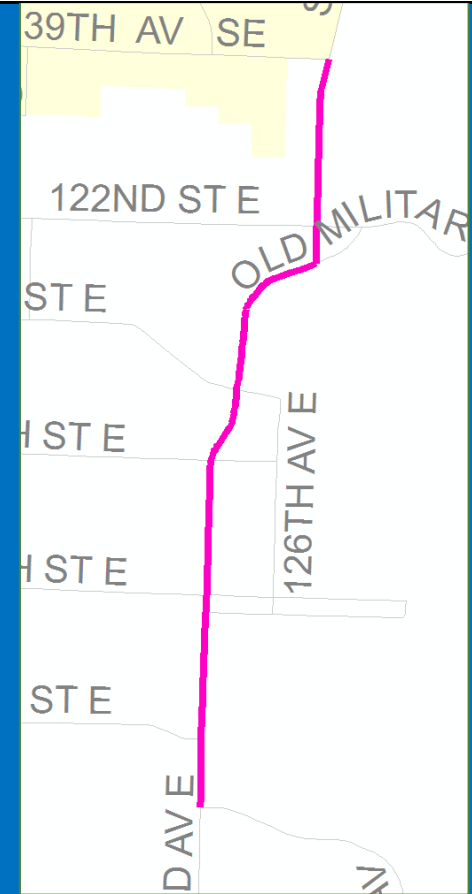 39TH AV SE
122ND ST E
OLD MILITAR
ST E
H ST E
126TH AV E
H ST E
ST E
D AV E